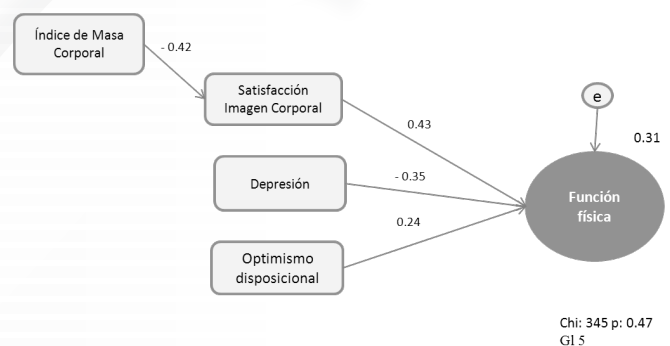 Índice de Masa
Corporal
- 0.42
Satisfacción
Imagen Corporal
e
0.43
0.31
Depresión
- 0.35
Función
física
0.24
Optimismo
disposicional
Chi: 345 p: 0.47
Gl 5